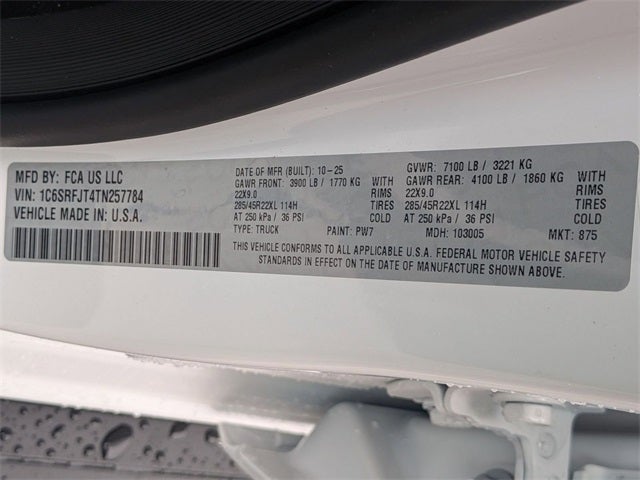 MFD BY: FCA US LLC
VIN: 1C6SRFJT4TN257784
VEHICLE MADE IN: U.S.A.
DATE OF MFR (BUILT): 10-25
GAWR FRONT: 3900 LB / 1770 KG WITH
22X9.0 RIMS
285/45R22XL 114H TIRES
AT 250 kPa / 36 PSI COLD
TYPE: TRUCK PAINT: PW7
GVWR: 7100 LB / 3221 KG
GAWR REAR: 4100 LB / 1860 KG WITH
22X9.0 RIMS
285/45R22XL 114H TIRES
AT 250 kPa / 36 PSI COLD
MDH: 103005 MKT: 875
THIS VEHICLE CONFORMS TO ALL APPLICABLE U.S.A. FEDERAL MOTOR VEHICLE SAFETY
STANDARDS IN EFFECT ON THE DATE OF MANUFACTURE SHOWN ABOVE.